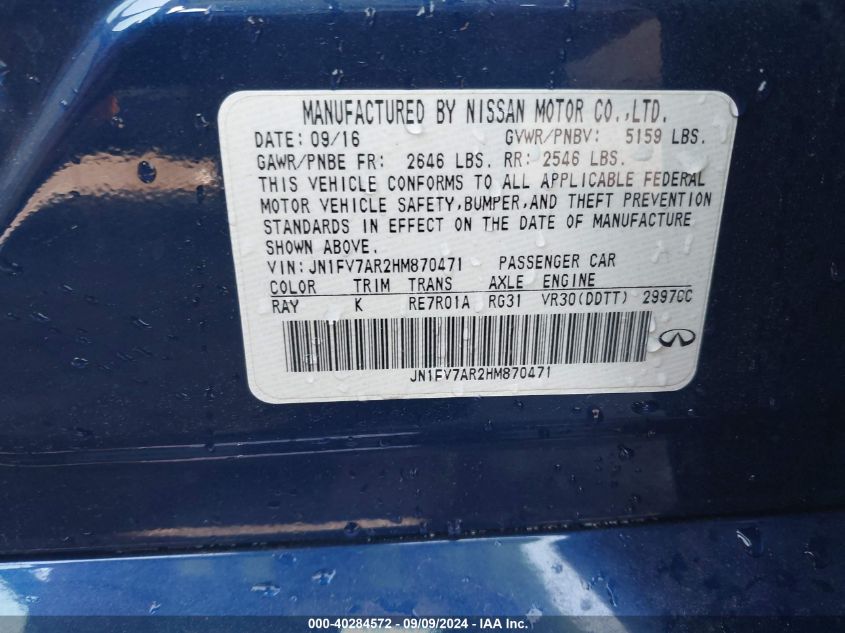 MANUFACTURED BY NISSAN MOTOR CO.,LTD.
DATE: 09/16 GVWR/PNBV: 5159 LBS.
GAWR/PNBE FR: 2646 LBS. RR: 2546 LBS.
THIS VEHICLE CONFORMS TO ALL APPLICABLE FEDERAL
MOTOR VEHICLE SAFETY,BUMPER,AND THEFT PREVENTION
STANDARDS IN EFFECT ON THE DATE OF MANUFACTURE
SHOWN ABOVE.
VIN: JN1FV7AR2HM870471 PASSENGER CAR
COLOR TRIM TRANS AXLE ENGINE
RAY K RE7R01A RG31 VR30(DDTT) 2997CC
JN1FV7AR2HM870471
000-40284572 - 09/09/2024 - IAA Inc.